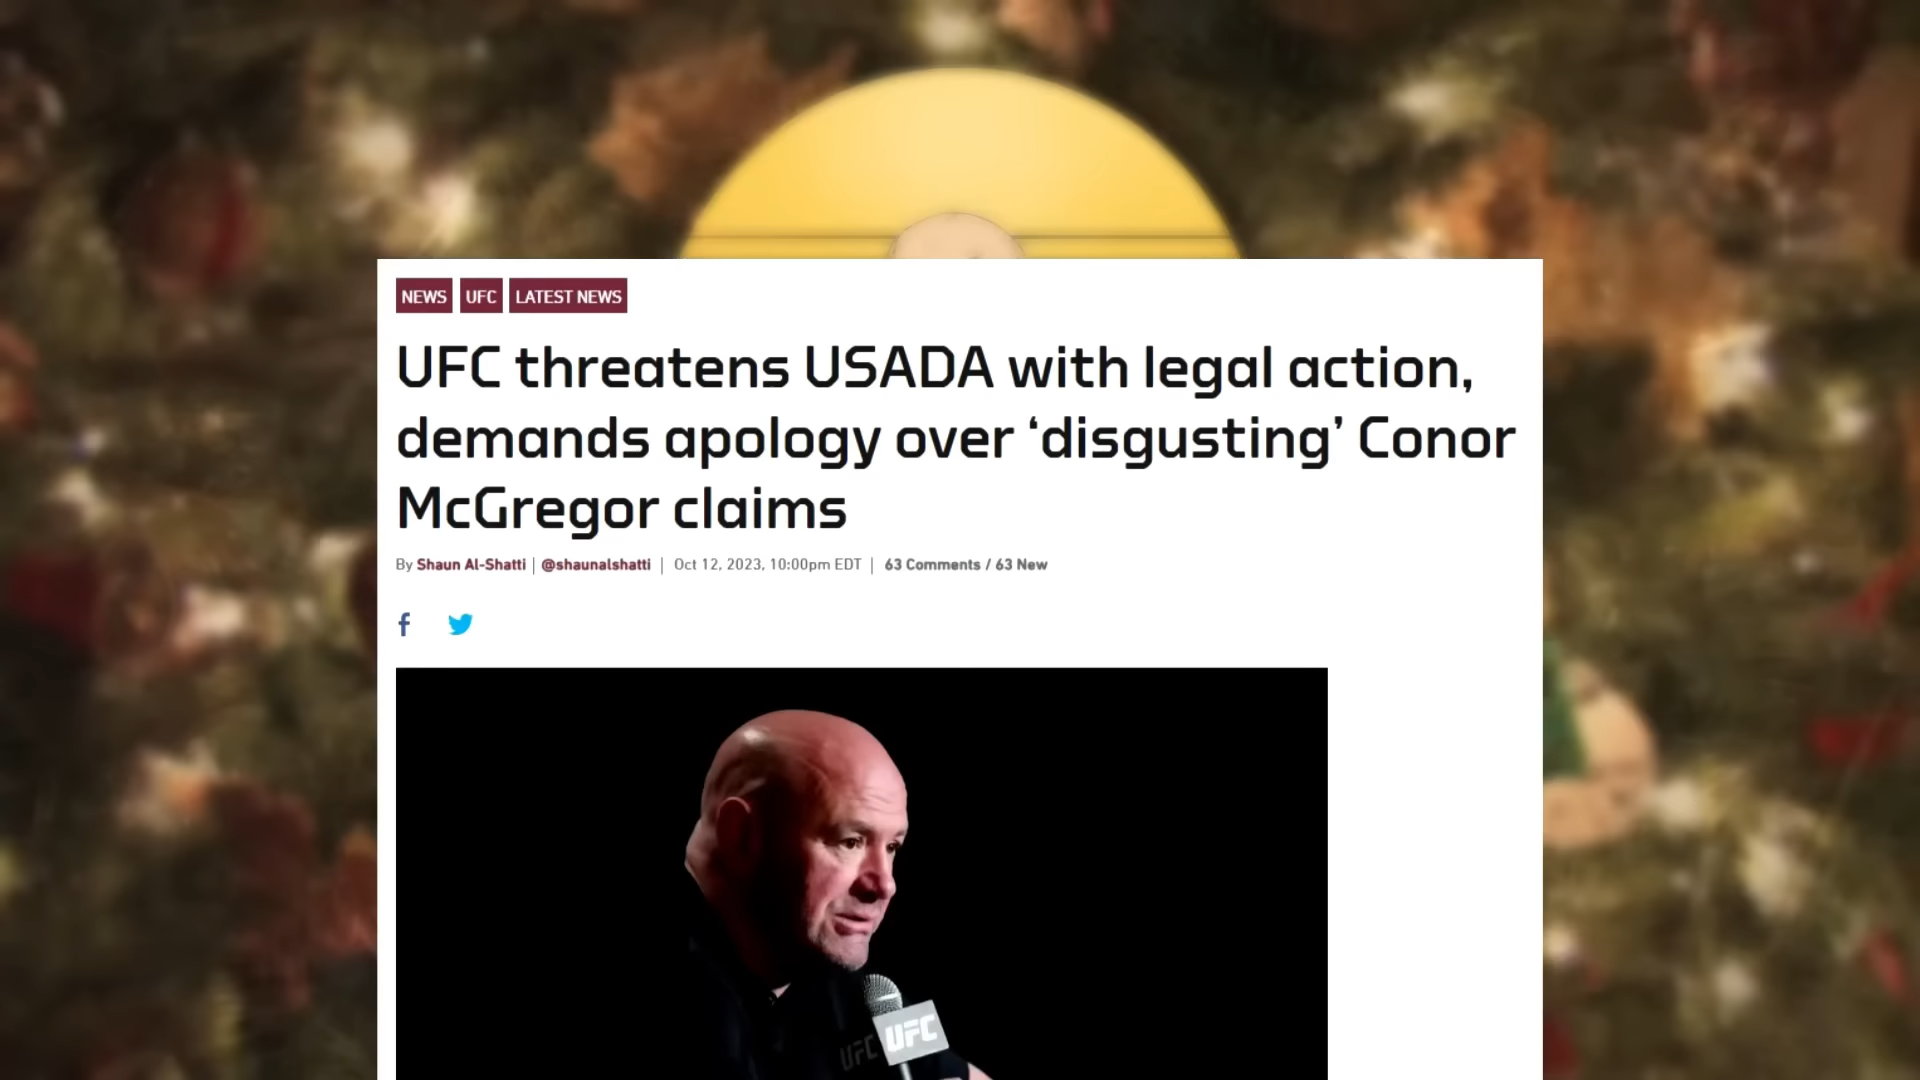 NEWS UFC LATEST NEWS
UFC threatens USADA with legal action,
demands apology over ‘disgusting’ Conor
McGregor claims
By Shaun Al-Shatti | @shaunalshatti | Oct 12, 2023, 10:00pm EDT | 63 Comments / 63 New
UFC
UFC